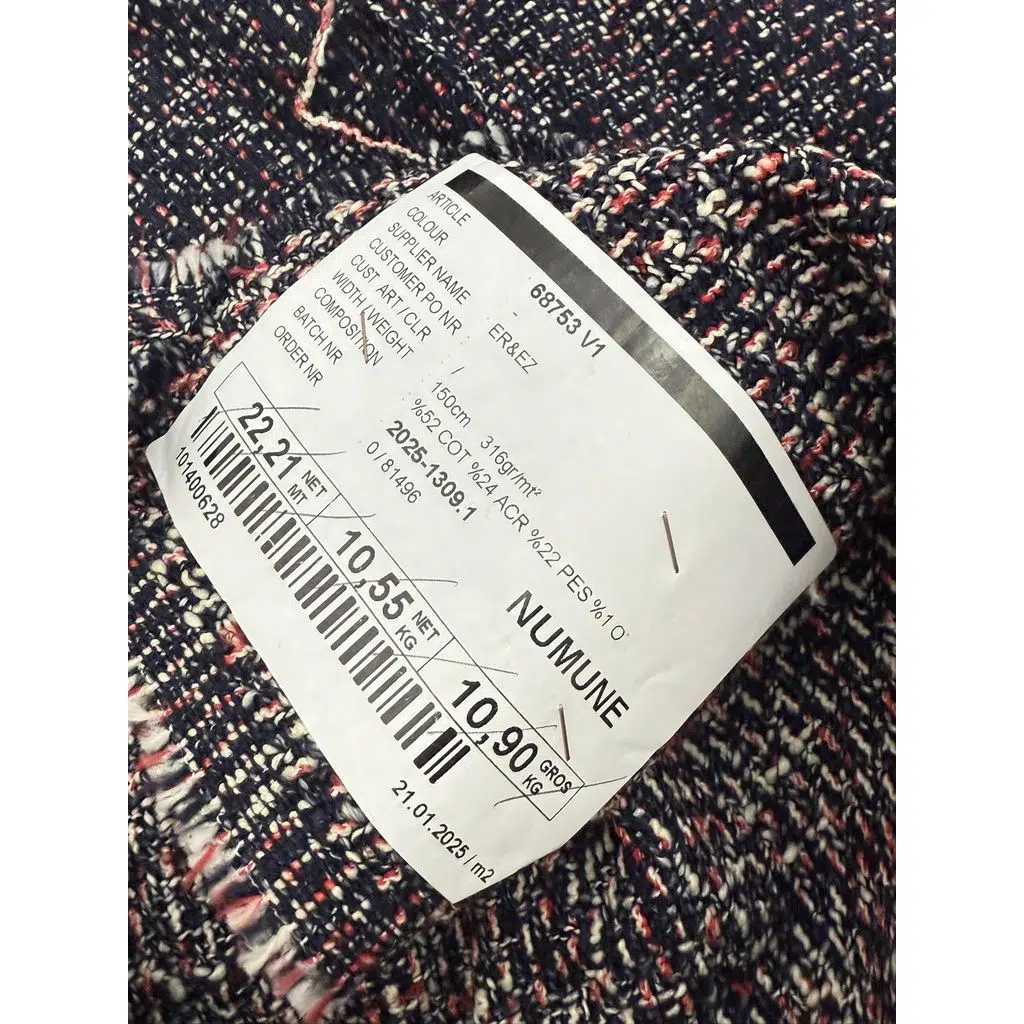 ARTICLE 68753 V1
COLOUR -
SUPPLIER NAME ER&EZ
CUSTOMER PO NR
CUST. ART / CLR /
WIDTH / WEIGHT 150cm 316gr/mt²
COMPOSITION %52 COT %24 ACR %22 PES %1 O
BATCH NR 2025-1309.1
ORDER NR 0 / 81496
NUMUNE
22,21 NET MT 10,55 NET KG 10,90 GROS KG
101400628
21.01.2025 / m2